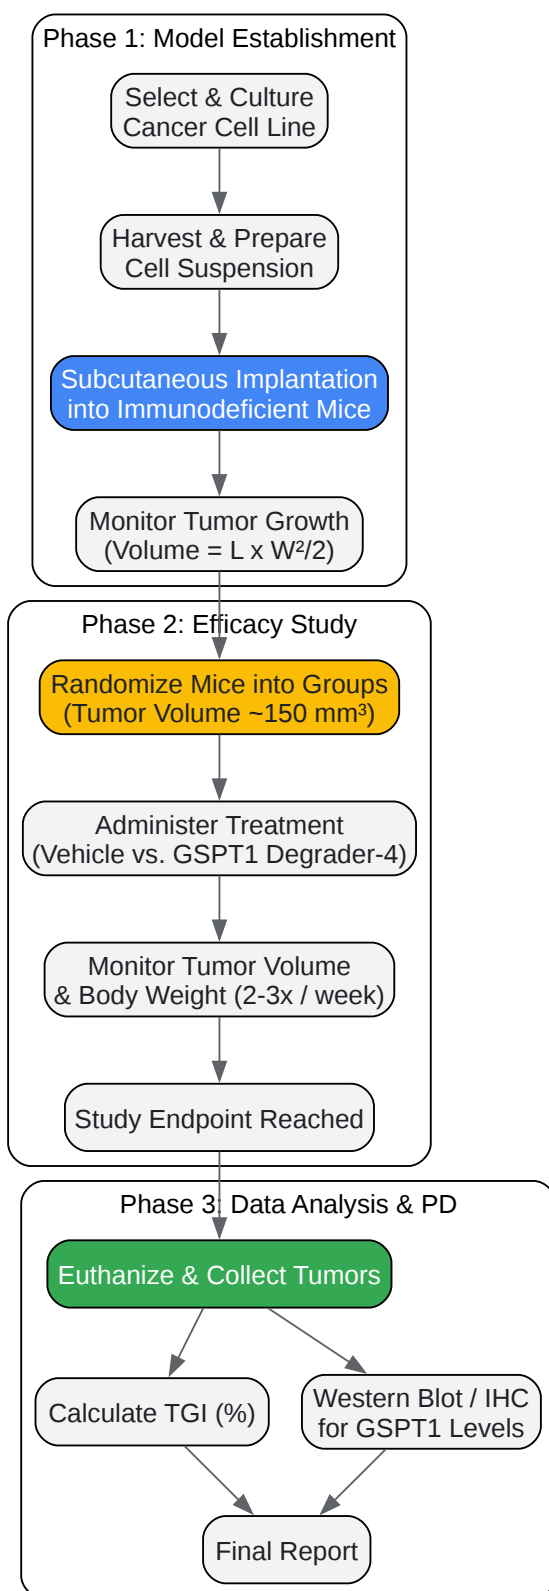 Phase 1: Model Establishment
Select & Culture
Cancer Cell Line
Harvest & Prepare
Cell Suspension
Subcutaneous Implantation
into Immunodeficient Mice
Monitor Tumor Growth
(Volume = L x W²/2)
Phase 2: Efficacy Study
Randomize Mice into Groups
(Tumor Volume ~150 mm³)
Administer Treatment
(Vehicle vs. GSPT1 Degrader-4)
Monitor Tumor Volume
& Body Weight (2-3x / week)
Study Endpoint Reached
Phase 3: Data Analysis & PD
Euthanize & Collect Tumors
Calculate TGI (%)
Western Blot / IHC
for GSPT1 Levels
Final Report